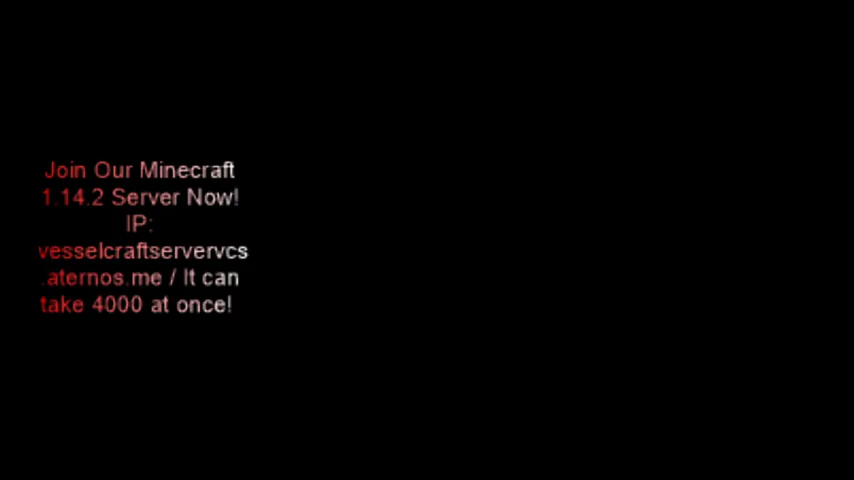 Join Our Minecraft
1.14.2 Server Now!
IP:
vesselcraftservervcs
.aternos.me / It can
take 4000 at once!